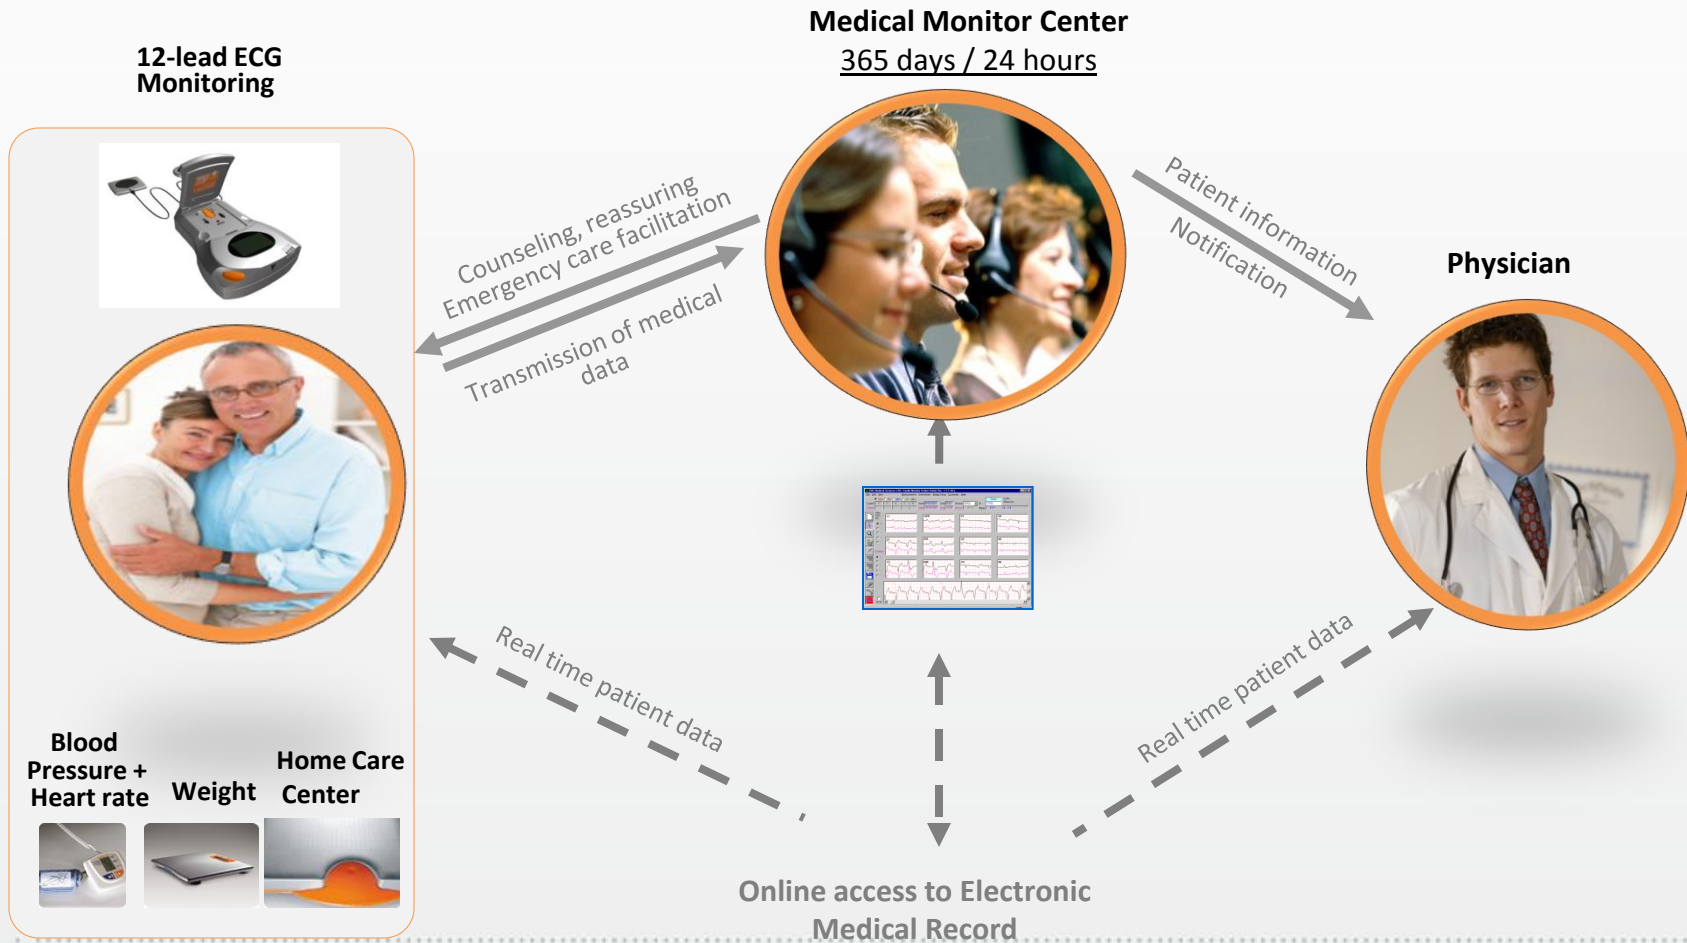 Medical Monitor Center
365 days / 24 hours
12-lead ECG
Monitoring
Counseling, reassuring
Emergency care facilitation
Transmission of medical
data
Patient information
Notification
Physician
Real time patient data
Real time patient data
Blood
Pressure +
Heart rate
Weight
Home Care
Center
Online access to Electronic
Medical Record